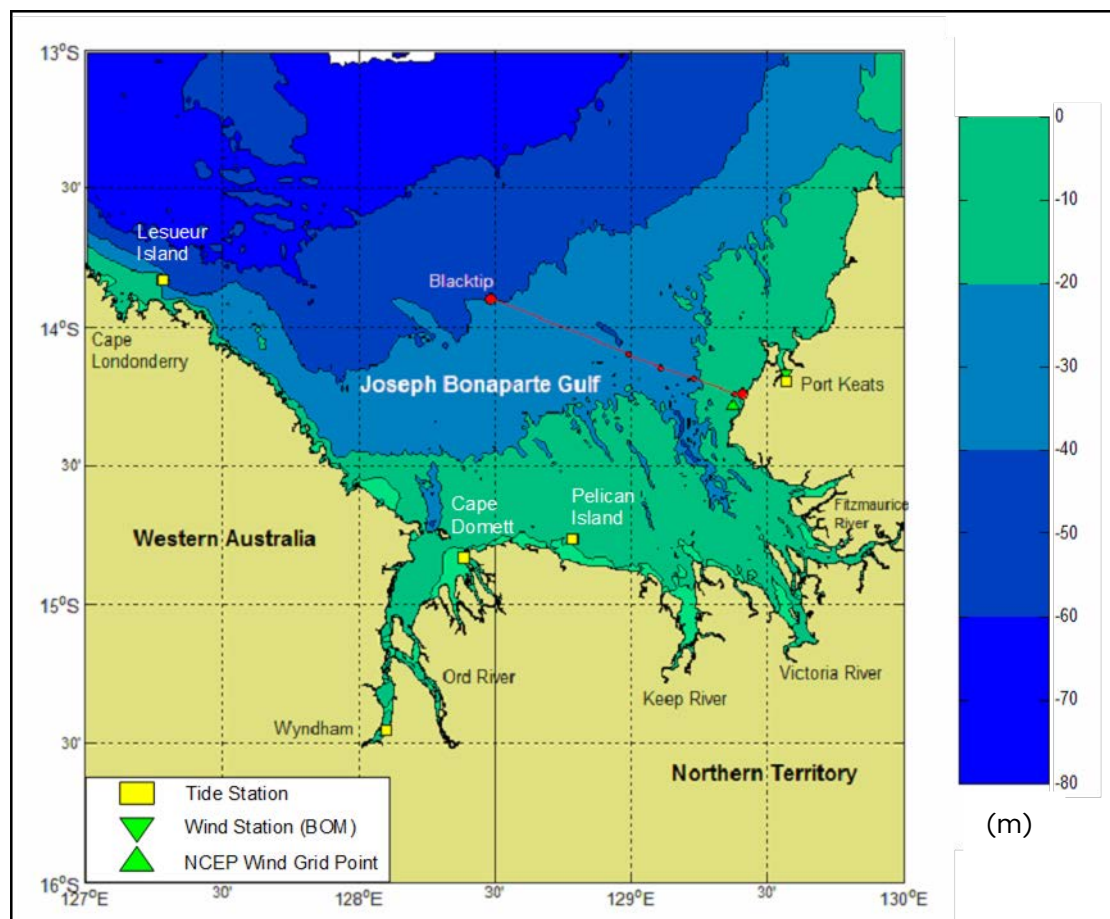 13°S
30'
14°S
30'
15°S
30'
16°S
127°E
30'
128°E
30'
129°E
30'
130°E
Lesueur
Island
Cape
Londonderry
Blacktip
Joseph Bonaparte Gulf
Port Keats
Western Australia
Cape
Domett
Pelican
Island
Fitzmaurice
River
Ord River
Keep River
Victoria River
Wyndham
Northern Territory
Tide Station
Wind Station (BOM)
NCEP Wind Grid Point
0
-10
-20
-30
-40
-50
-60
-70
-80
(m)